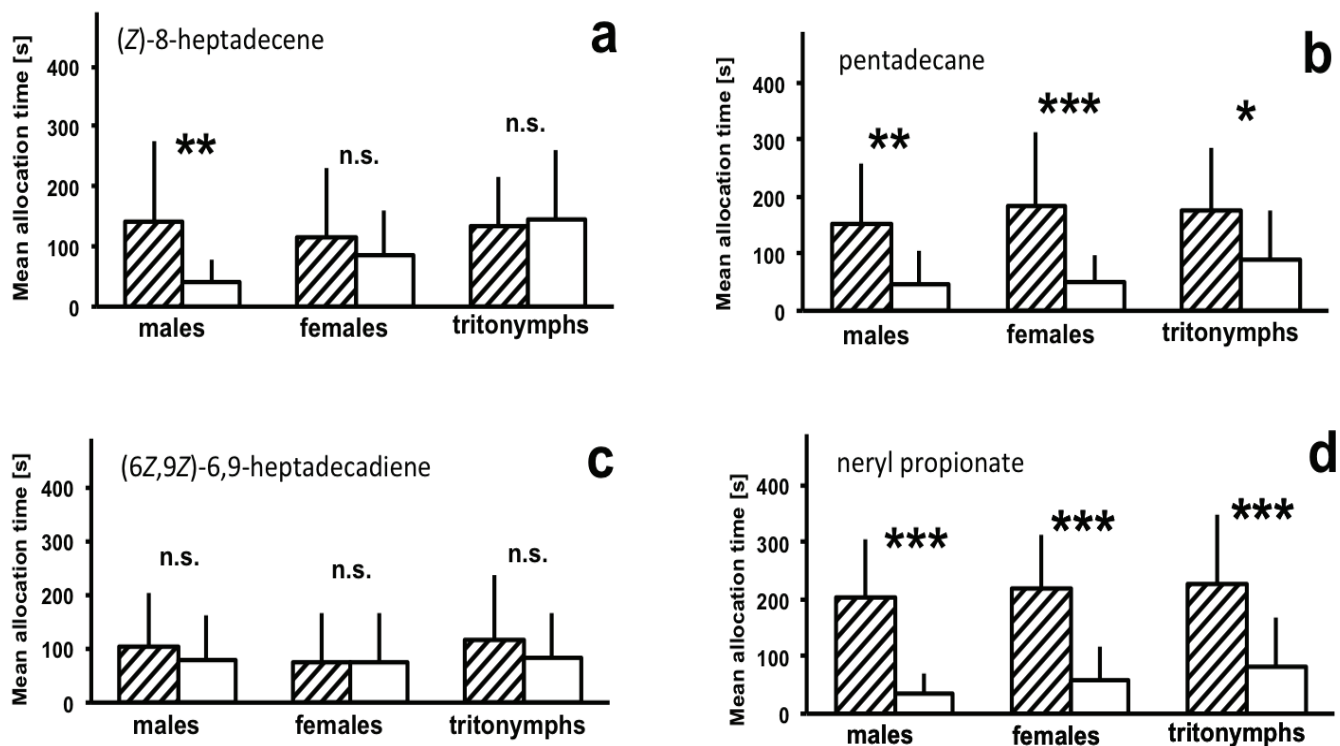 (Z)-8-heptadecene
a
Mean allocation time [s]
400
300
200
100
0
**
n.s.
n.s.
males
females
tritonymphs
pentadecane
b
Mean allocation time [s]
400
300
200
100
0
**
***
*
males
females
tritonymphs
(6Z,9Z)-6,9-heptadecadiene
c
Mean allocation time [s]
400
300
200
100
0
n.s.
n.s.
n.s.
males
females
tritonymphs
neryl propionate
d
Mean allocation time [s]
400
300
200
100
0
***
***
***
males
females
tritonymphs